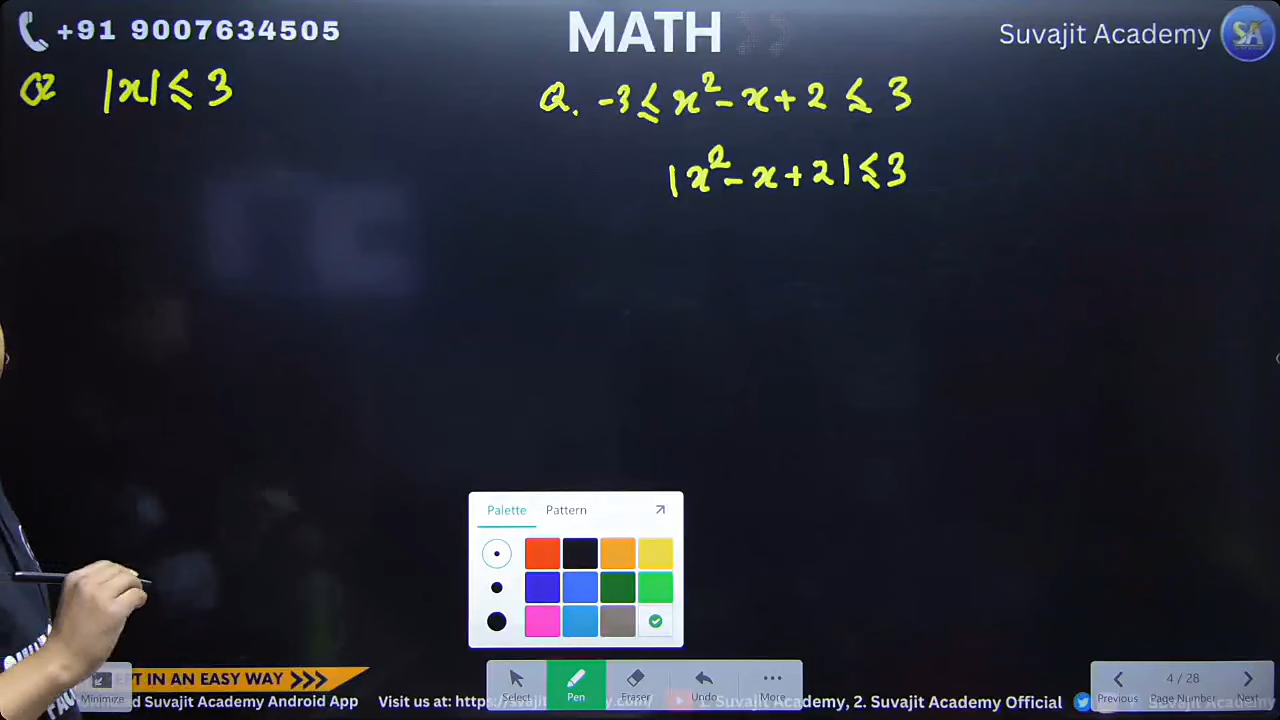 +91 9007634505
MATH
Suvajit Academy
SA
Q |x| ≤ 3
Q. -3 ≤ x² - x + 2 ≤ 3
|x² - x + 2| ≤ 3
Palette
Pattern
EPT IN AN EASY WAY
Minimize
Select
Pen
Eraser
Undo
More
Previous
4 / 28
Page Number
Next
Suvajit Academy Android App
Visit us at:
Suvajit Academy, 2. Suvajit Academy Official